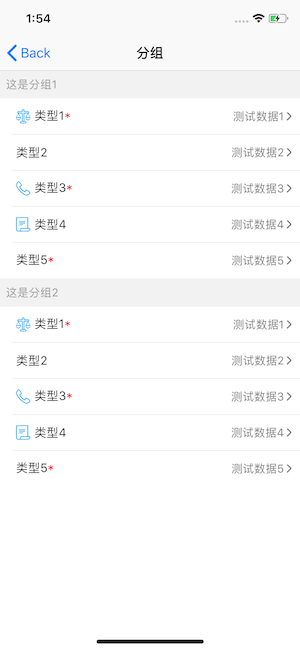 1:54
Back 分组
这是分组1
类型1* 测试数据1
类型2 测试数据2
类型3* 测试数据3
类型4 测试数据4
类型5* 测试数据5
这是分组2
类型1* 测试数据1
类型2 测试数据2
类型3* 测试数据3
类型4 测试数据4
类型5* 测试数据5